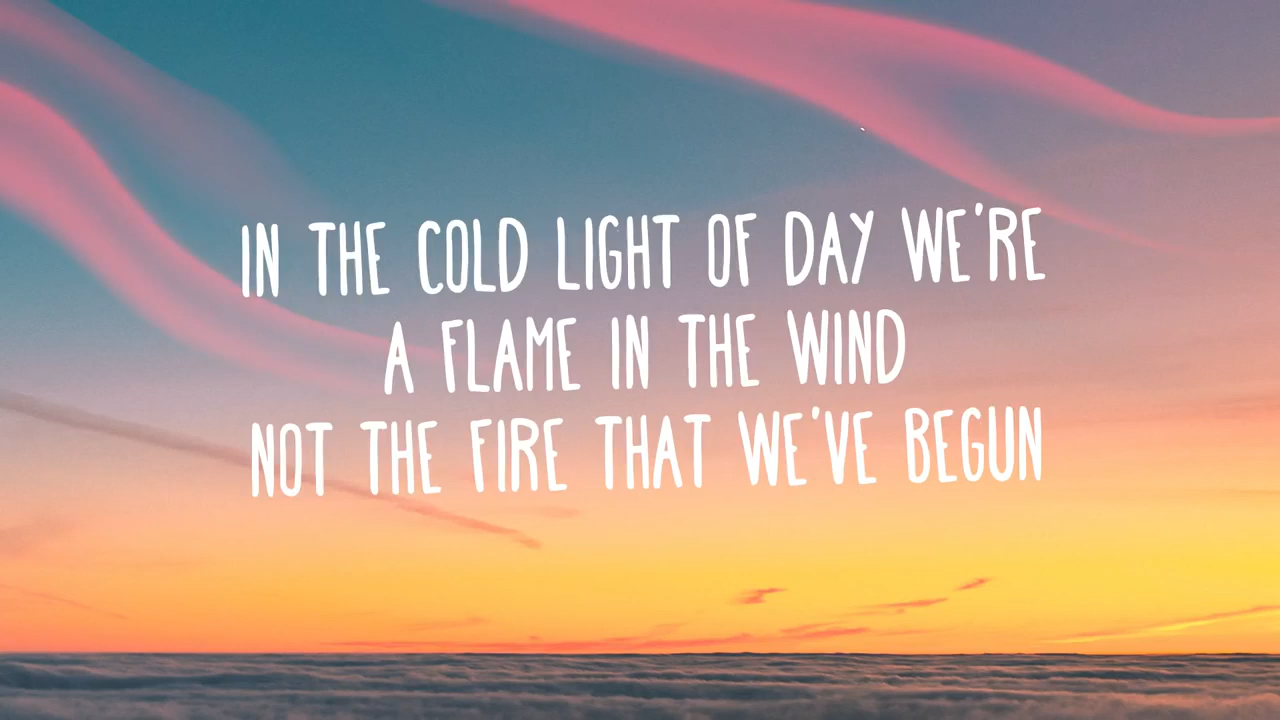 IN THE COLD LIGHT OF DAY WE'RE
A FLAME IN THE WIND
NOT THE FIRE THAT WE'VE BEGUN